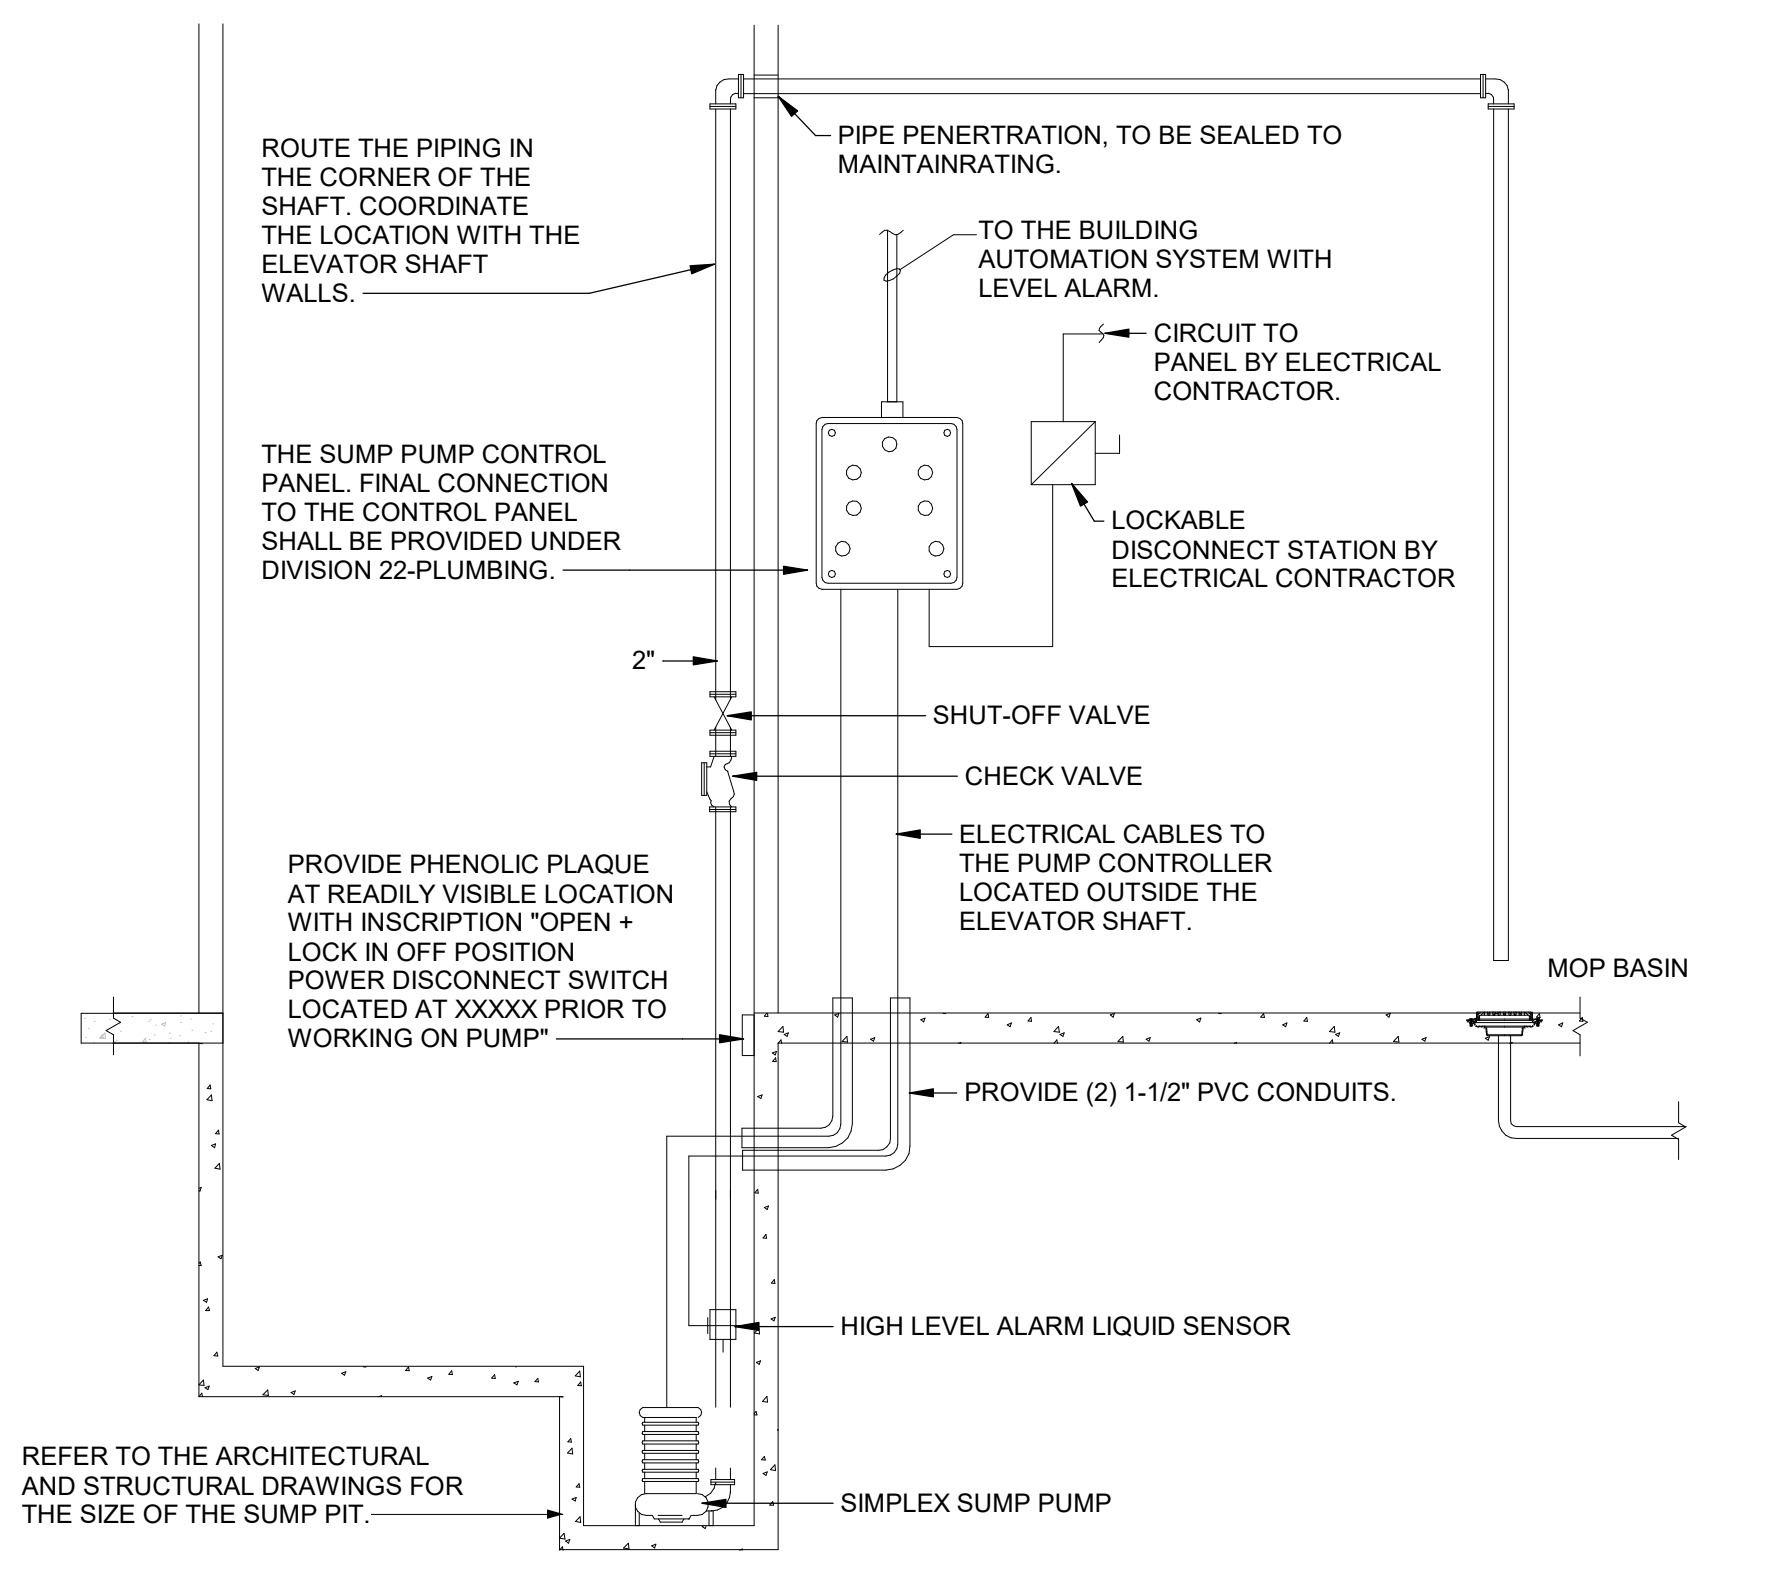 ROUTE THE PIPING IN
THE CORNER OF THE
SHAFT. COORDINATE
THE LOCATION WITH THE
ELEVATOR SHAFT
WALLS.
PIPE PENERTRATION, TO BE SEALED TO
MAINTAINRATING.
TO THE BUILDING
AUTOMATION SYSTEM WITH
LEVEL ALARM.
CIRCUIT TO
PANEL BY ELECTRICAL
CONTRACTOR.
THE SUMP PUMP CONTROL
PANEL. FINAL CONNECTION
TO THE CONTROL PANEL
SHALL BE PROVIDED UNDER
DIVISION 22-PLUMBING.
LOCKABLE
DISCONNECT STATION BY
ELECTRICAL CONTRACTOR
2"
SHUT-OFF VALVE
CHECK VALVE
ELECTRICAL CABLES TO
THE PUMP CONTROLLER
LOCATED OUTSIDE THE
ELEVATOR SHAFT.
PROVIDE PHENOLIC PLAQUE
AT READILY VISIBLE LOCATION
WITH INSCRIPTION "OPEN +
LOCK IN OFF POSITION
POWER DISCONNECT SWITCH
LOCATED AT XXXXX PRIOR TO
WORKING ON PUMP"
MOP BASIN
PROVIDE (2) 1-1/2" PVC CONDUITS.
HIGH LEVEL ALARM LIQUID SENSOR
REFER TO THE ARCHITECTURAL
AND STRUCTURAL DRAWINGS FOR
THE SIZE OF THE SUMP PIT.
SIMPLEX SUMP PUMP